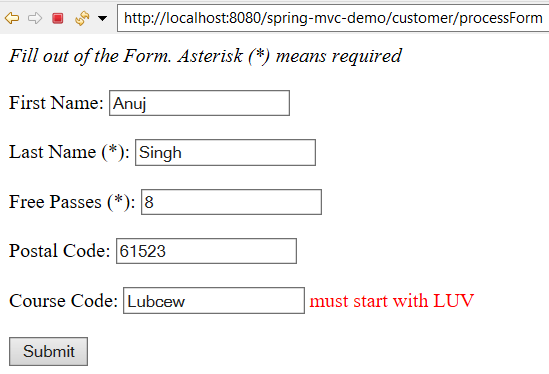 http://localhost:8080/spring-mvc-demo/customer/processForm
Fill out of the Form. Asterisk (*) means required
First Name: Anuj
Last Name (*): Singh
Free Passes (*): 8
Postal Code: 61523
Course Code: Lubcew must start with LUV
Submit